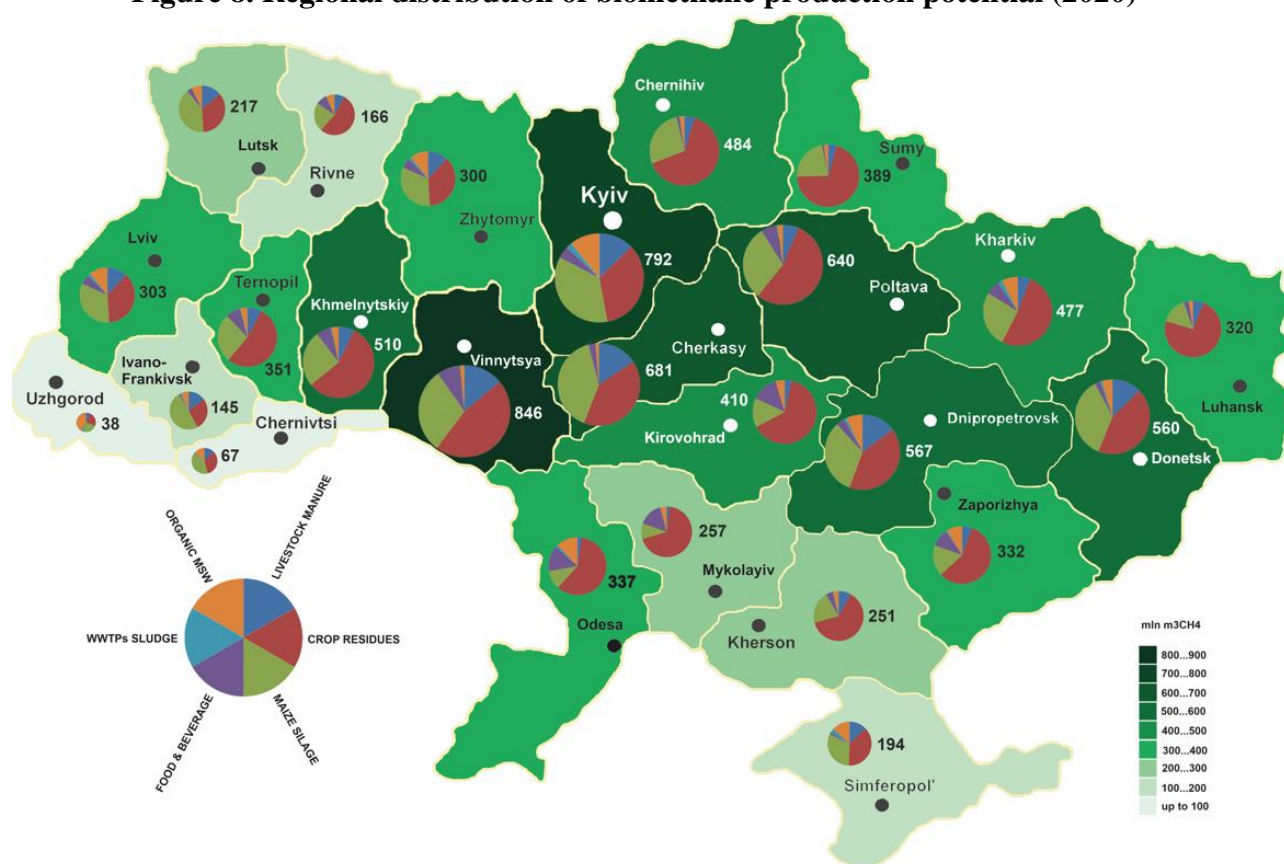 Figure 8. Regional distribution of biomethane production potential (2020)
Chernihiv
484
Sumy
389
217
Lutsk
166
Rivne
300
Zhytomyr
Kyiv
792
640
Poltava
Kharkiv
477
320
Luhansk
Lviv
303
Ternopil
351
Khmelnytskiy
510
Vinnytsya
846
Cherkasy
681
410
Kirovohrad
Dnipropetrovsk
567
560
Donetsk
Ivano-
Frankivsk
145
Uzhgorod
38
Chernivtsi
67
257
Mykolayiv
337
Odesa
Kherson
251
Zaporizhya
332
194
Simferopol'
ORGANIC MSW
LIVESTOCK MANURE
WWTPs SLUDGE
CROP RESIDUES
FOOD & BEVERAGE
MAIZE SILAGE
mln m3CH4
800...900
700...800
600...700
500...600
400...500
300...400
200...300
100...200
up to 100